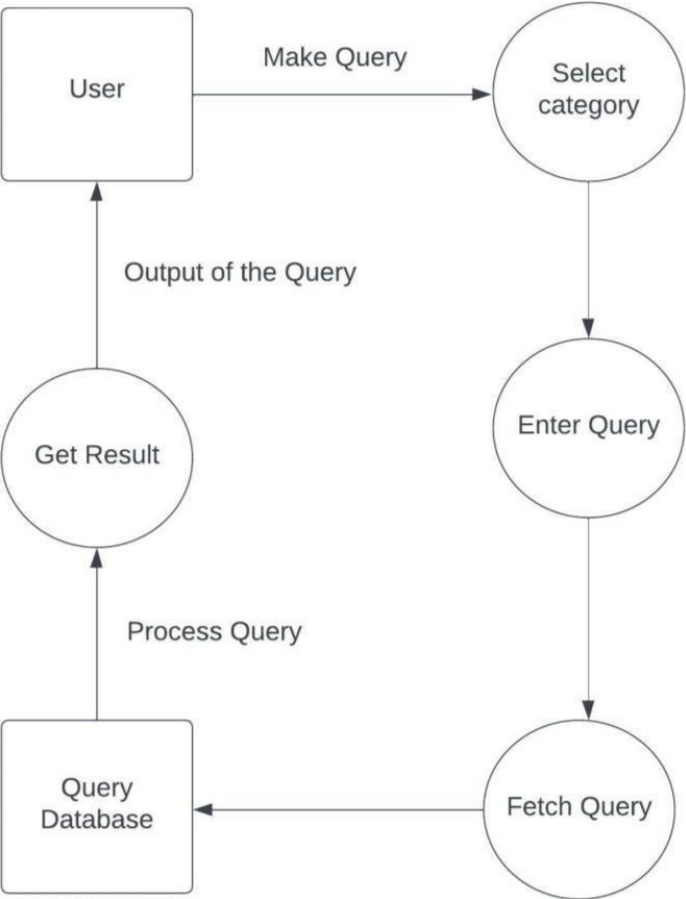 User
Make Query
Select
category
Output of the Query
Enter Query
Get Result
Process Query
Query
Database
Fetch Query